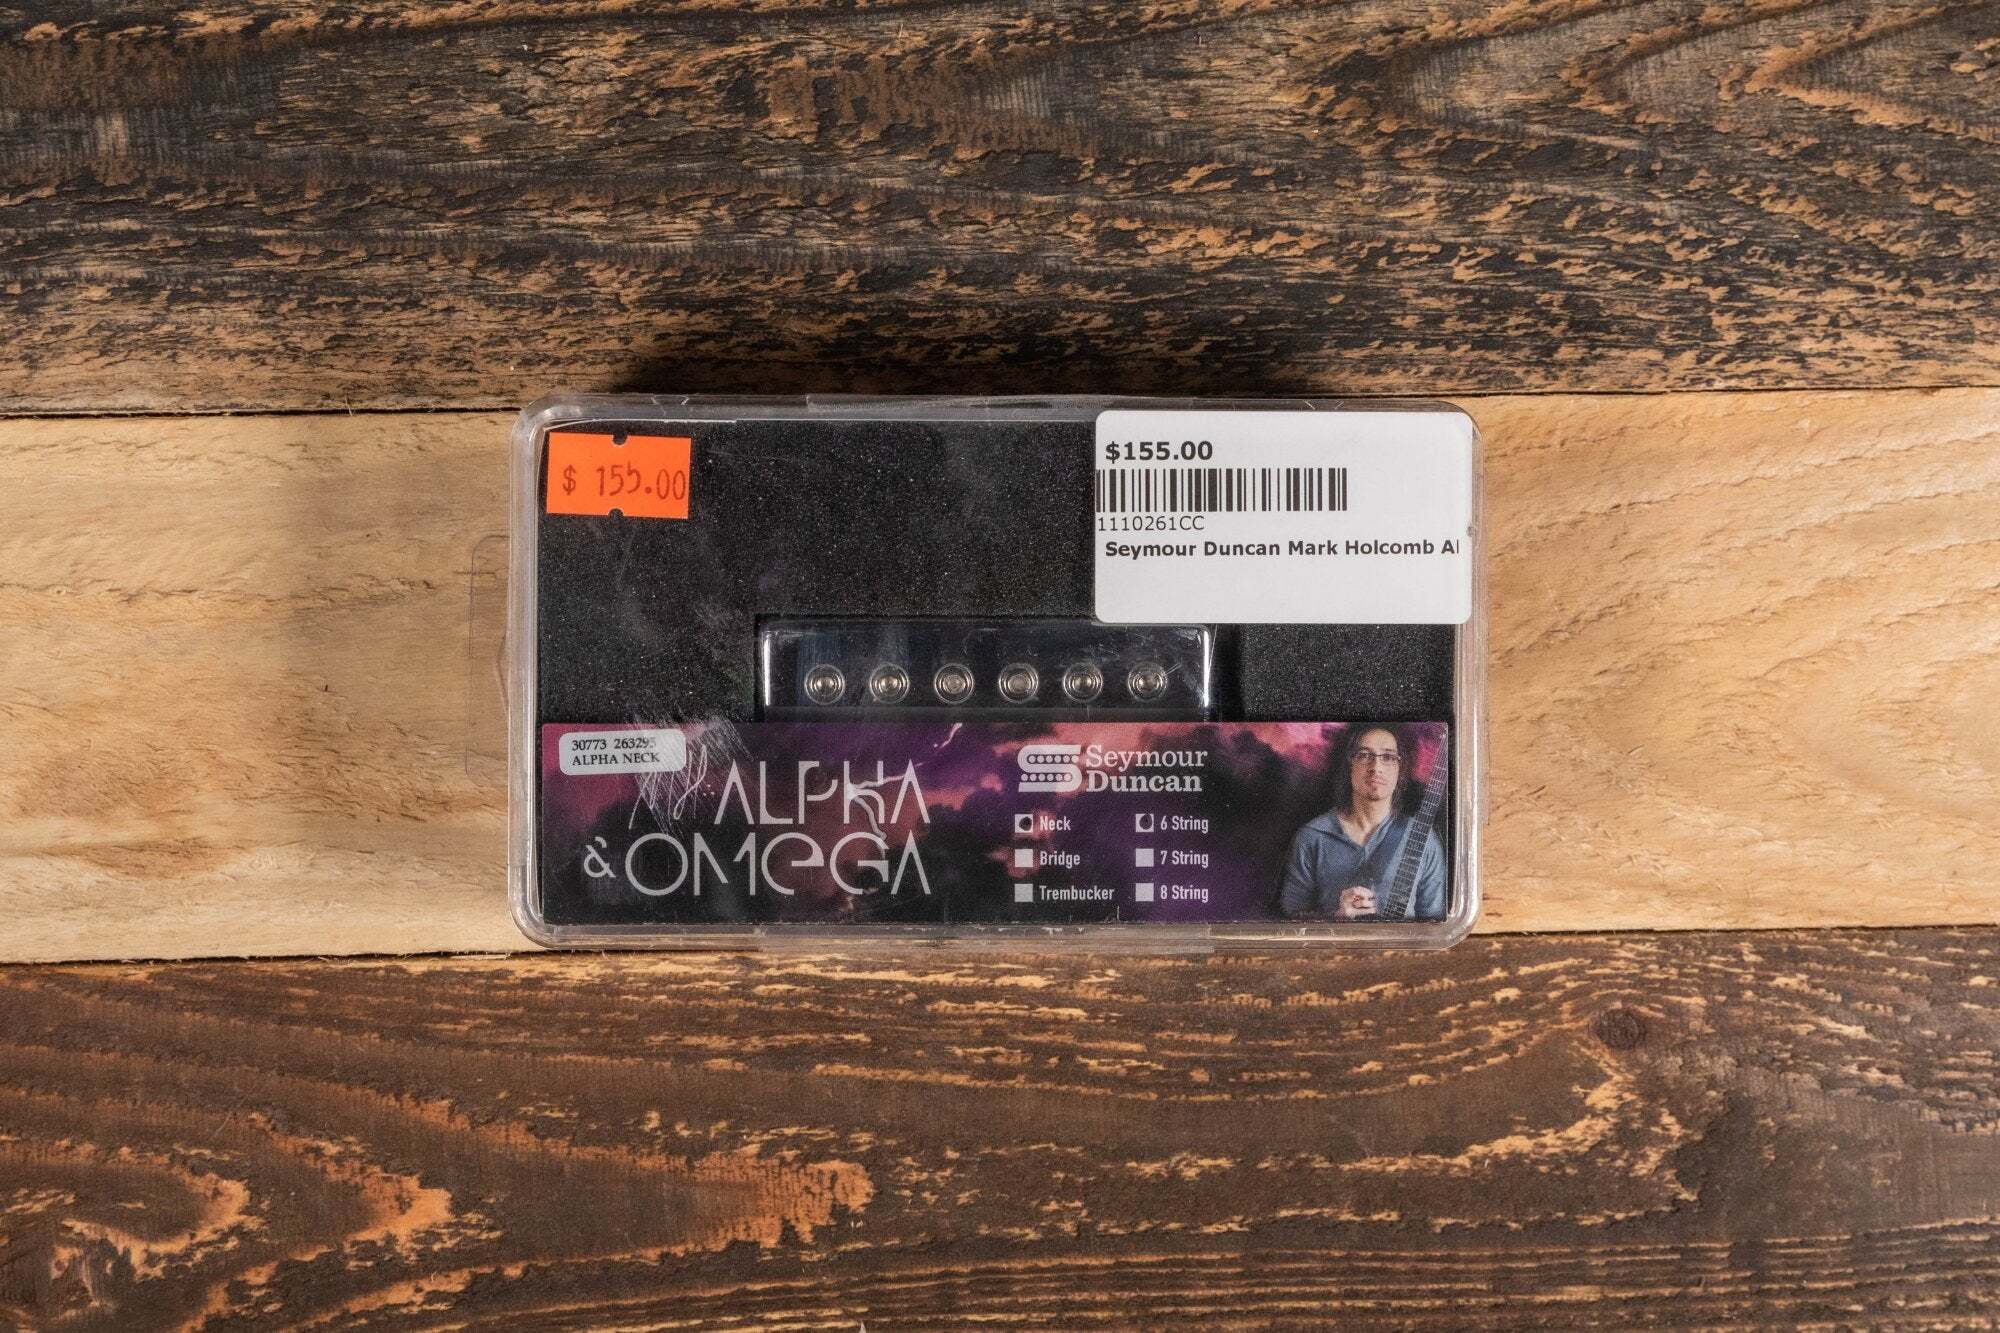 $ 155.00
$155.00
1110261CC
Seymour Duncan Mark Holcomb Al
30773 263295
ALPHA NECK
ALPHA
& OMEGA
Seymour
Duncan
Neck
6 String
Bridge
7 String
Trembucker
8 String